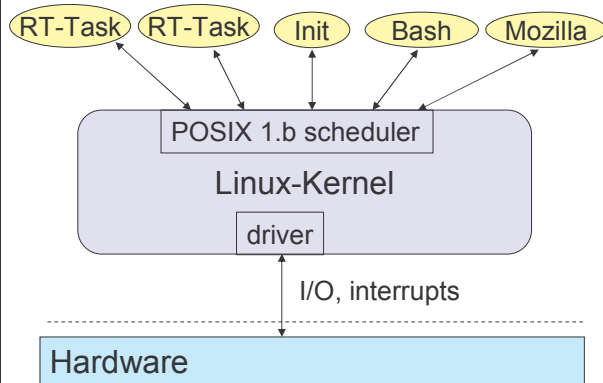 RT-Task RT-Task Init Bash Mozilla
POSIX 1.b scheduler
Linux-Kernel
driver
I/O, interrupts
Hardware